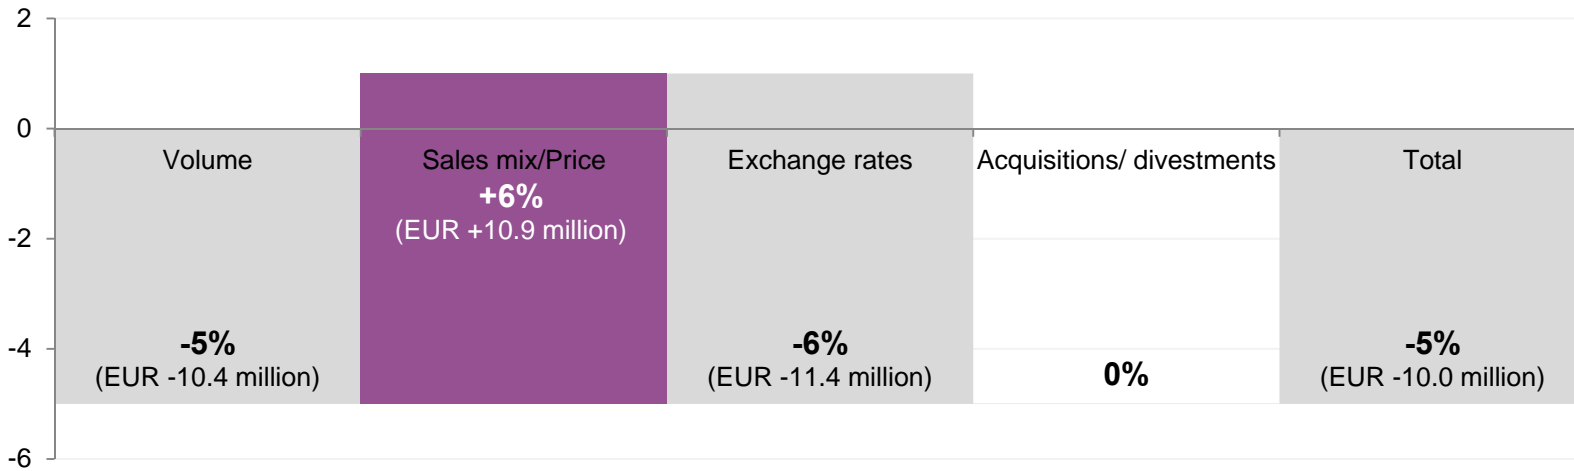 2
0
-2
-4
-6
Volume
-5%
(EUR -10.4 million)
Sales mix/Price
+6%
(EUR +10.9 million)
Exchange rates
-6%
(EUR -11.4 million)
Acquisitions/ divestments
0%
Total
-5%
(EUR -10.0 million)